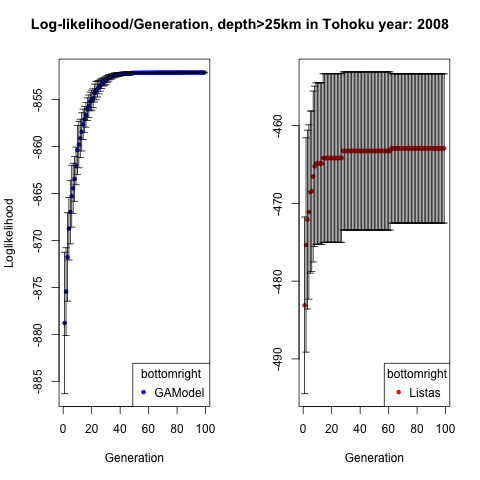 Log-likelihood/Generation, depth>25km in Tohoku year: 2008
Loglikelihood
-855
-860
-865
-870
-875
-880
-885
bottomright
GAModel
0 20 40 60 80 100
Generation
-460
-470
-480
-490
bottomright
Listas
0 20 40 60 80 100
Generation